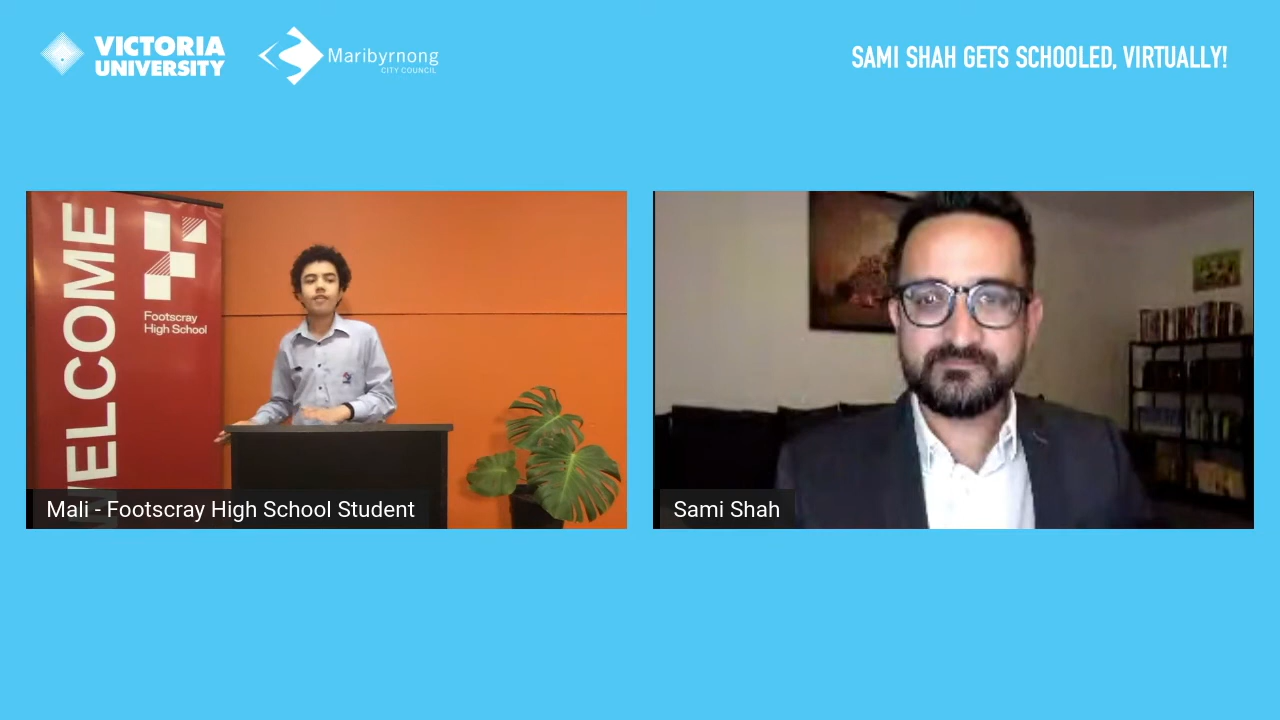 VICTORIA
UNIVERSITY
Maribyrnong
CITY COUNCIL
SAMI SHAH GETS SCHOOLED, VIRTUALLY!
WELCOME
Footscray
High School
Mali - Footscray High School Student
Sami Shah